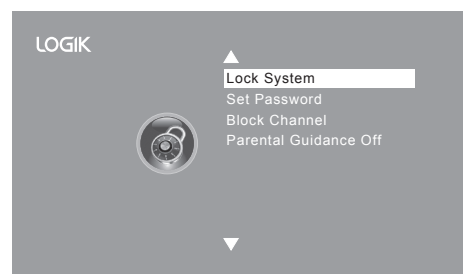 LOGIK
Lock System
Set Password
Block Channel
Parental Guidance Off